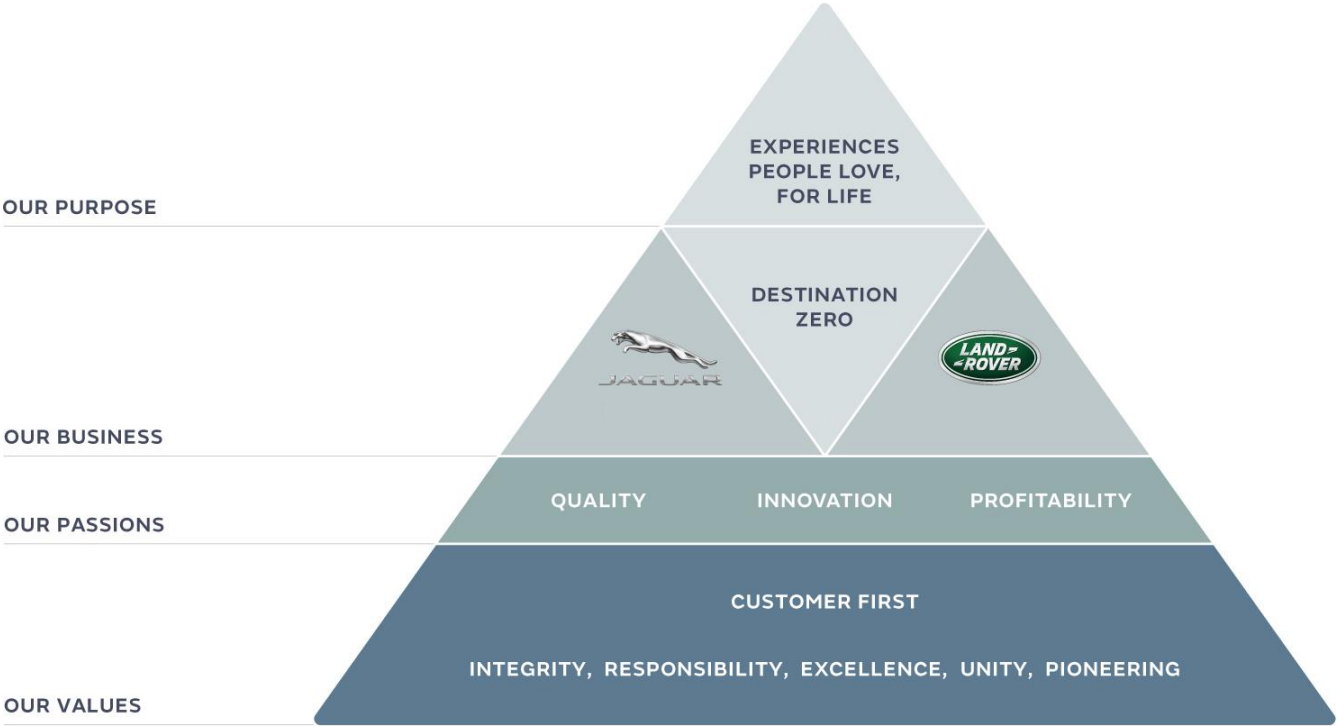 EXPERIENCES
PEOPLE LOVE,
FOR LIFE
OUR PURPOSE
DESTINATION
ZERO
JAGUAR
LAND-
-ROVER
OUR BUSINESS
QUALITY INNOVATION PROFITABILITY
OUR PASSIONS
CUSTOMER FIRST
INTEGRITY, RESPONSIBILITY, EXCELLENCE, UNITY, PIONEERING
OUR VALUES